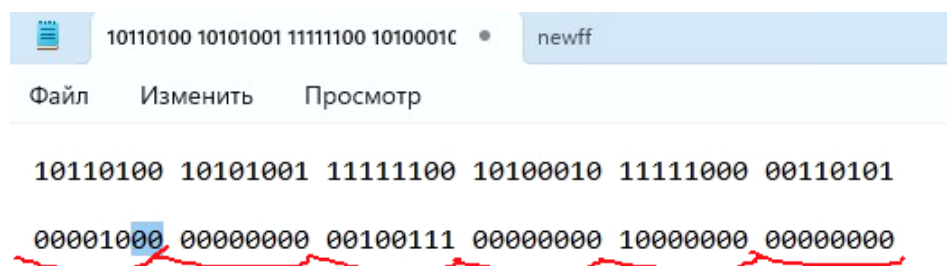 10110100 10101001 11111100 1010001C newff
Файл Изменить Просмотр
10110100 10101001 11111100 10100010 11111000 00110101
00001000 00000000 00100111 00000000 10000000 00000000